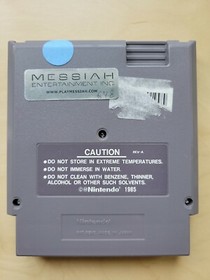 MESSIAH
ENTERTAINMENT INC
WWW.PLAYMESSIAH.COM
CAUTION
REV-A
●DO NOT STORE IN EXTREME TEMPERATURES.
●DO NOT IMMERSE IN WATER.
●DO NOT CLEAN WITH BENZENE, THINNER,
ALCOHOL OR OTHER SUCH SOLVENTS.
©®Nintendo® 1985